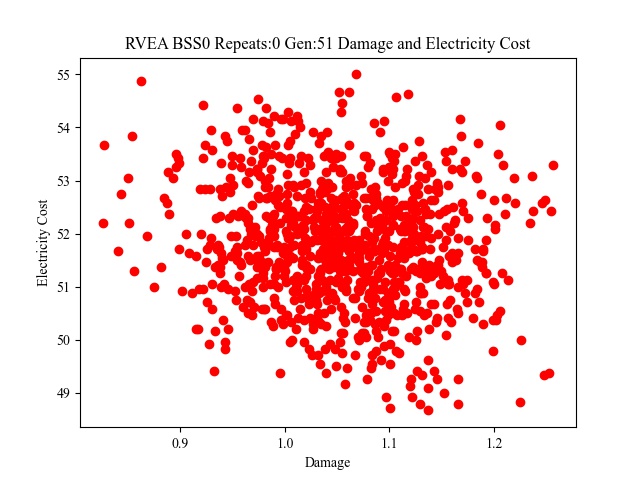 RVEA BSS0 Repeats:0 Gen:51 Damage and Electricity Cost
55
54
53
52
51
50
49
Electricity Cost
0.9 1.0 1.1 1.2
Damage